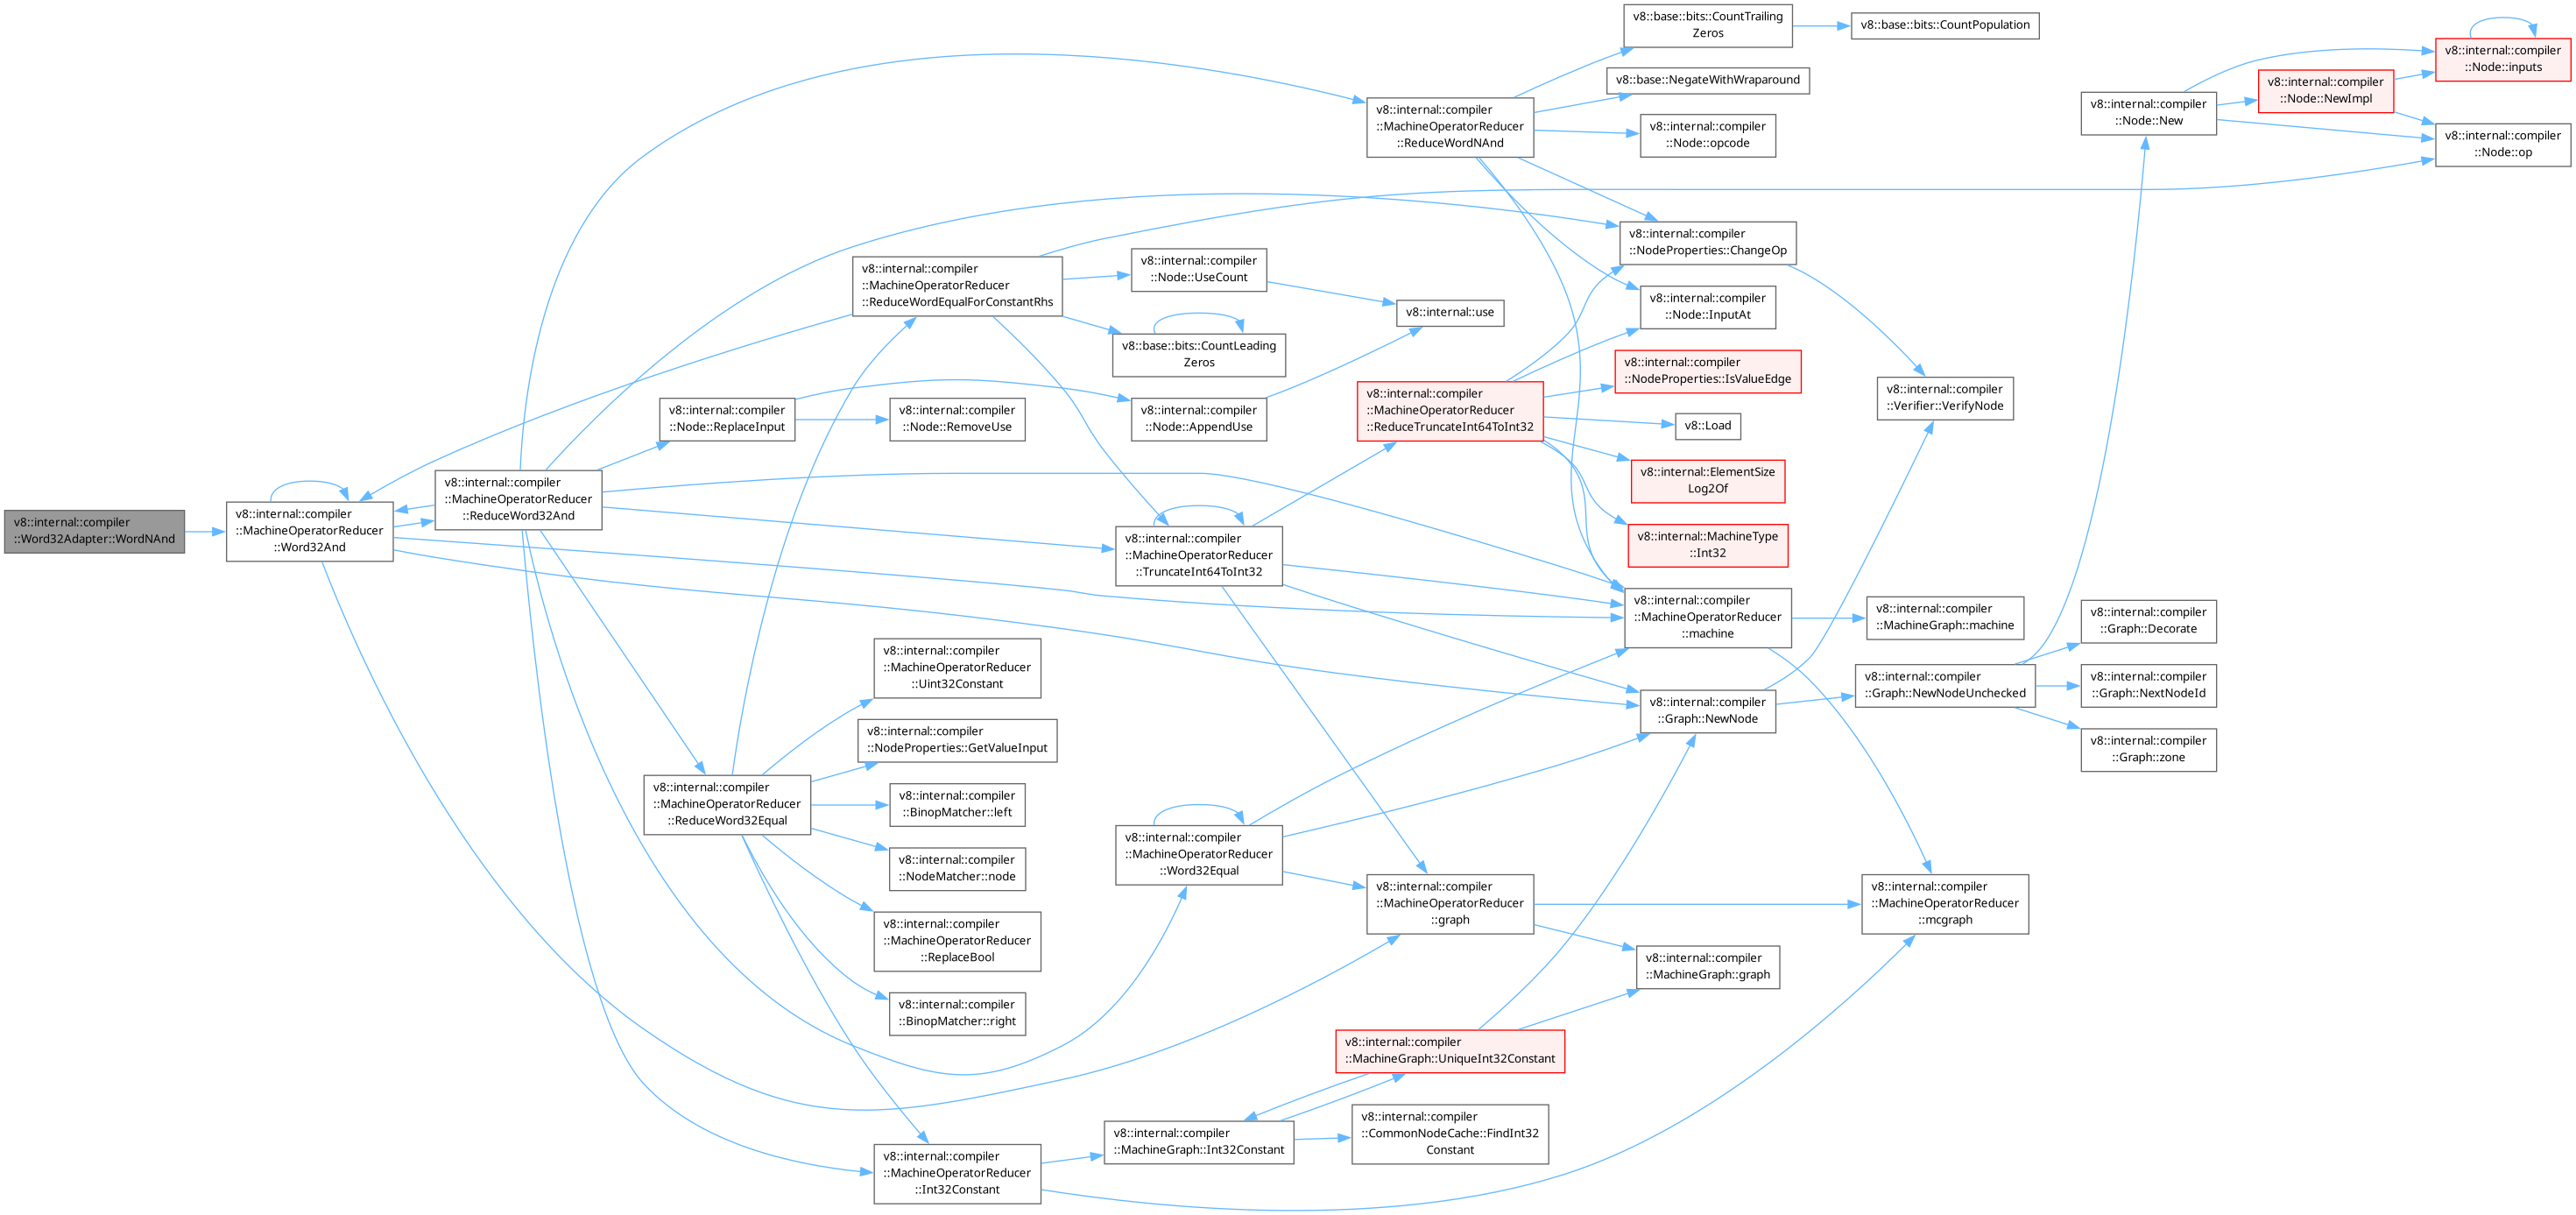 v8::internal::compiler
::Word32Adapter::WordNAnd
v8::internal::compiler
::MachineOperatorReducer
::Word32And
v8::internal::compiler
::MachineOperatorReducer
::ReduceWord32And
v8::internal::compiler
::Node::ReplaceInput
v8::internal::compiler
::MachineOperatorReducer
::ReduceWord32Equal
v8::internal::compiler
::MachineOperatorReducer
::ReduceWordEqualForConstantRhs
v8::internal::compiler
::Node::RemoveUse
v8::internal::compiler
::MachineOperatorReducer
::Uint32Constant
v8::internal::compiler
::NodeProperties::GetValueInput
v8::internal::compiler
::BinopMatcher::left
v8::internal::compiler
::NodeMatcher::node
v8::internal::compiler
::MachineOperatorReducer
::ReplaceBool
v8::internal::compiler
::BinopMatcher::right
v8::internal::compiler
::MachineOperatorReducer
::Int32Constant
v8::internal::compiler
::Node::UseCount
v8::base::bits::CountLeading
Zeros
v8::internal::compiler
::Node::AppendUse
v8::internal::compiler
::MachineOperatorReducer
::TruncateInt64ToInt32
v8::internal::compiler
::MachineOperatorReducer
::Word32Equal
v8::internal::compiler
::MachineGraph::Int32Constant
v8::internal::compiler
::MachineOperatorReducer
::ReduceWordNAnd
v8::internal::use
v8::internal::compiler
::MachineOperatorReducer
::ReduceTruncateInt64ToInt32
v8::internal::compiler
::MachineOperatorReducer
::graph
v8::internal::compiler
::MachineGraph::UniqueInt32Constant
v8::internal::compiler
::CommonNodeCache::FindInt32
Constant
v8::base::bits::CountTrailing
Zeros
v8::base::NegateWithWraparound
v8::internal::compiler
::Node::opcode
v8::internal::compiler
::NodeProperties::ChangeOp
v8::internal::compiler
::Node::InputAt
v8::internal::compiler
::NodeProperties::IsValueEdge
v8::Load
v8::internal::ElementSize
Log2Of
v8::internal::MachineType
::Int32
v8::internal::compiler
::MachineOperatorReducer
::machine
v8::internal::compiler
::Graph::NewNode
v8::internal::compiler
::MachineGraph::graph
v8::base::bits::CountPopulation
v8::internal::compiler
::Verifier::VerifyNode
v8::internal::compiler
::MachineGraph::machine
v8::internal::compiler
::Graph::NewNodeUnchecked
v8::internal::compiler
::MachineOperatorReducer
::mcgraph
v8::internal::compiler
::Node::New
v8::internal::compiler
::Graph::Decorate
v8::internal::compiler
::Graph::NextNodeId
v8::internal::compiler
::Graph::zone
v8::internal::compiler
::Node::NewImpl
v8::internal::compiler
::Node::inputs
v8::internal::compiler
::Node::op